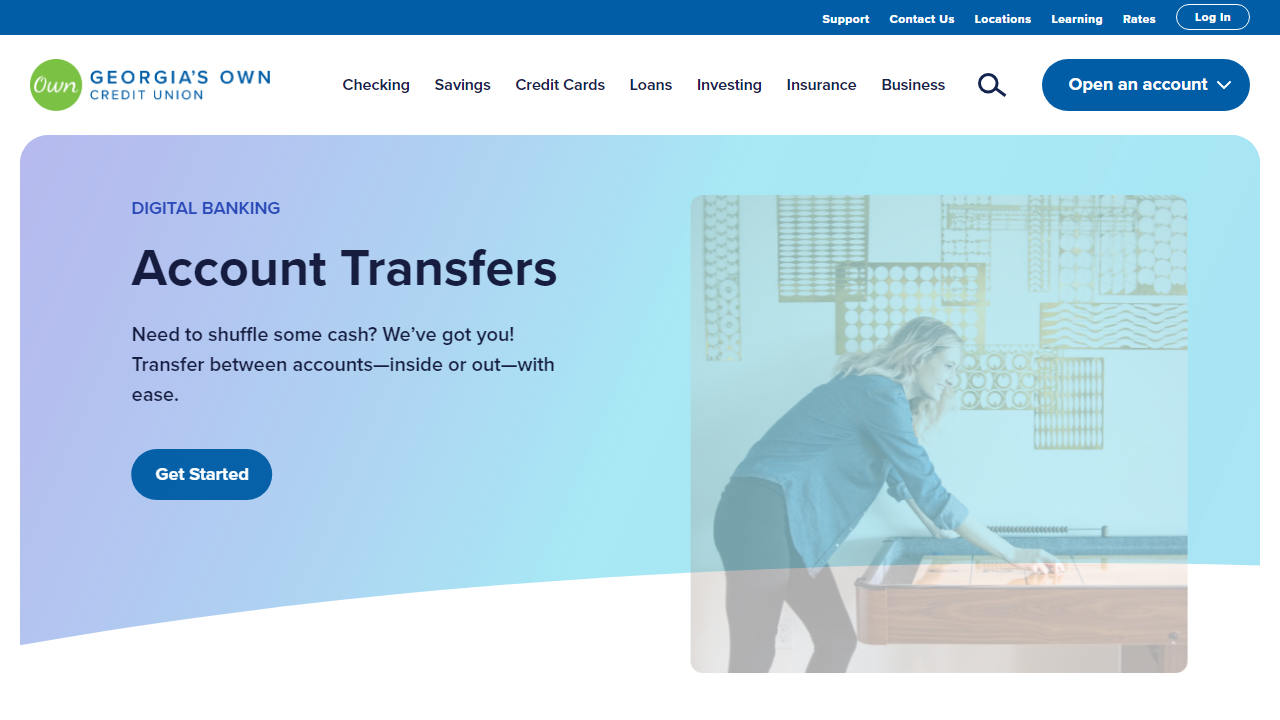 Support Contact Us Locations Learning Rates Log In
Own GEORGIA'S OWN
CREDIT UNION
Checking Savings Credit Cards Loans Investing Insurance Business Open an account
DIGITAL BANKING
Account Transfers
Need to shuffle some cash? We’ve got you!
Transfer between accounts—inside or out—with
ease.
Get Started